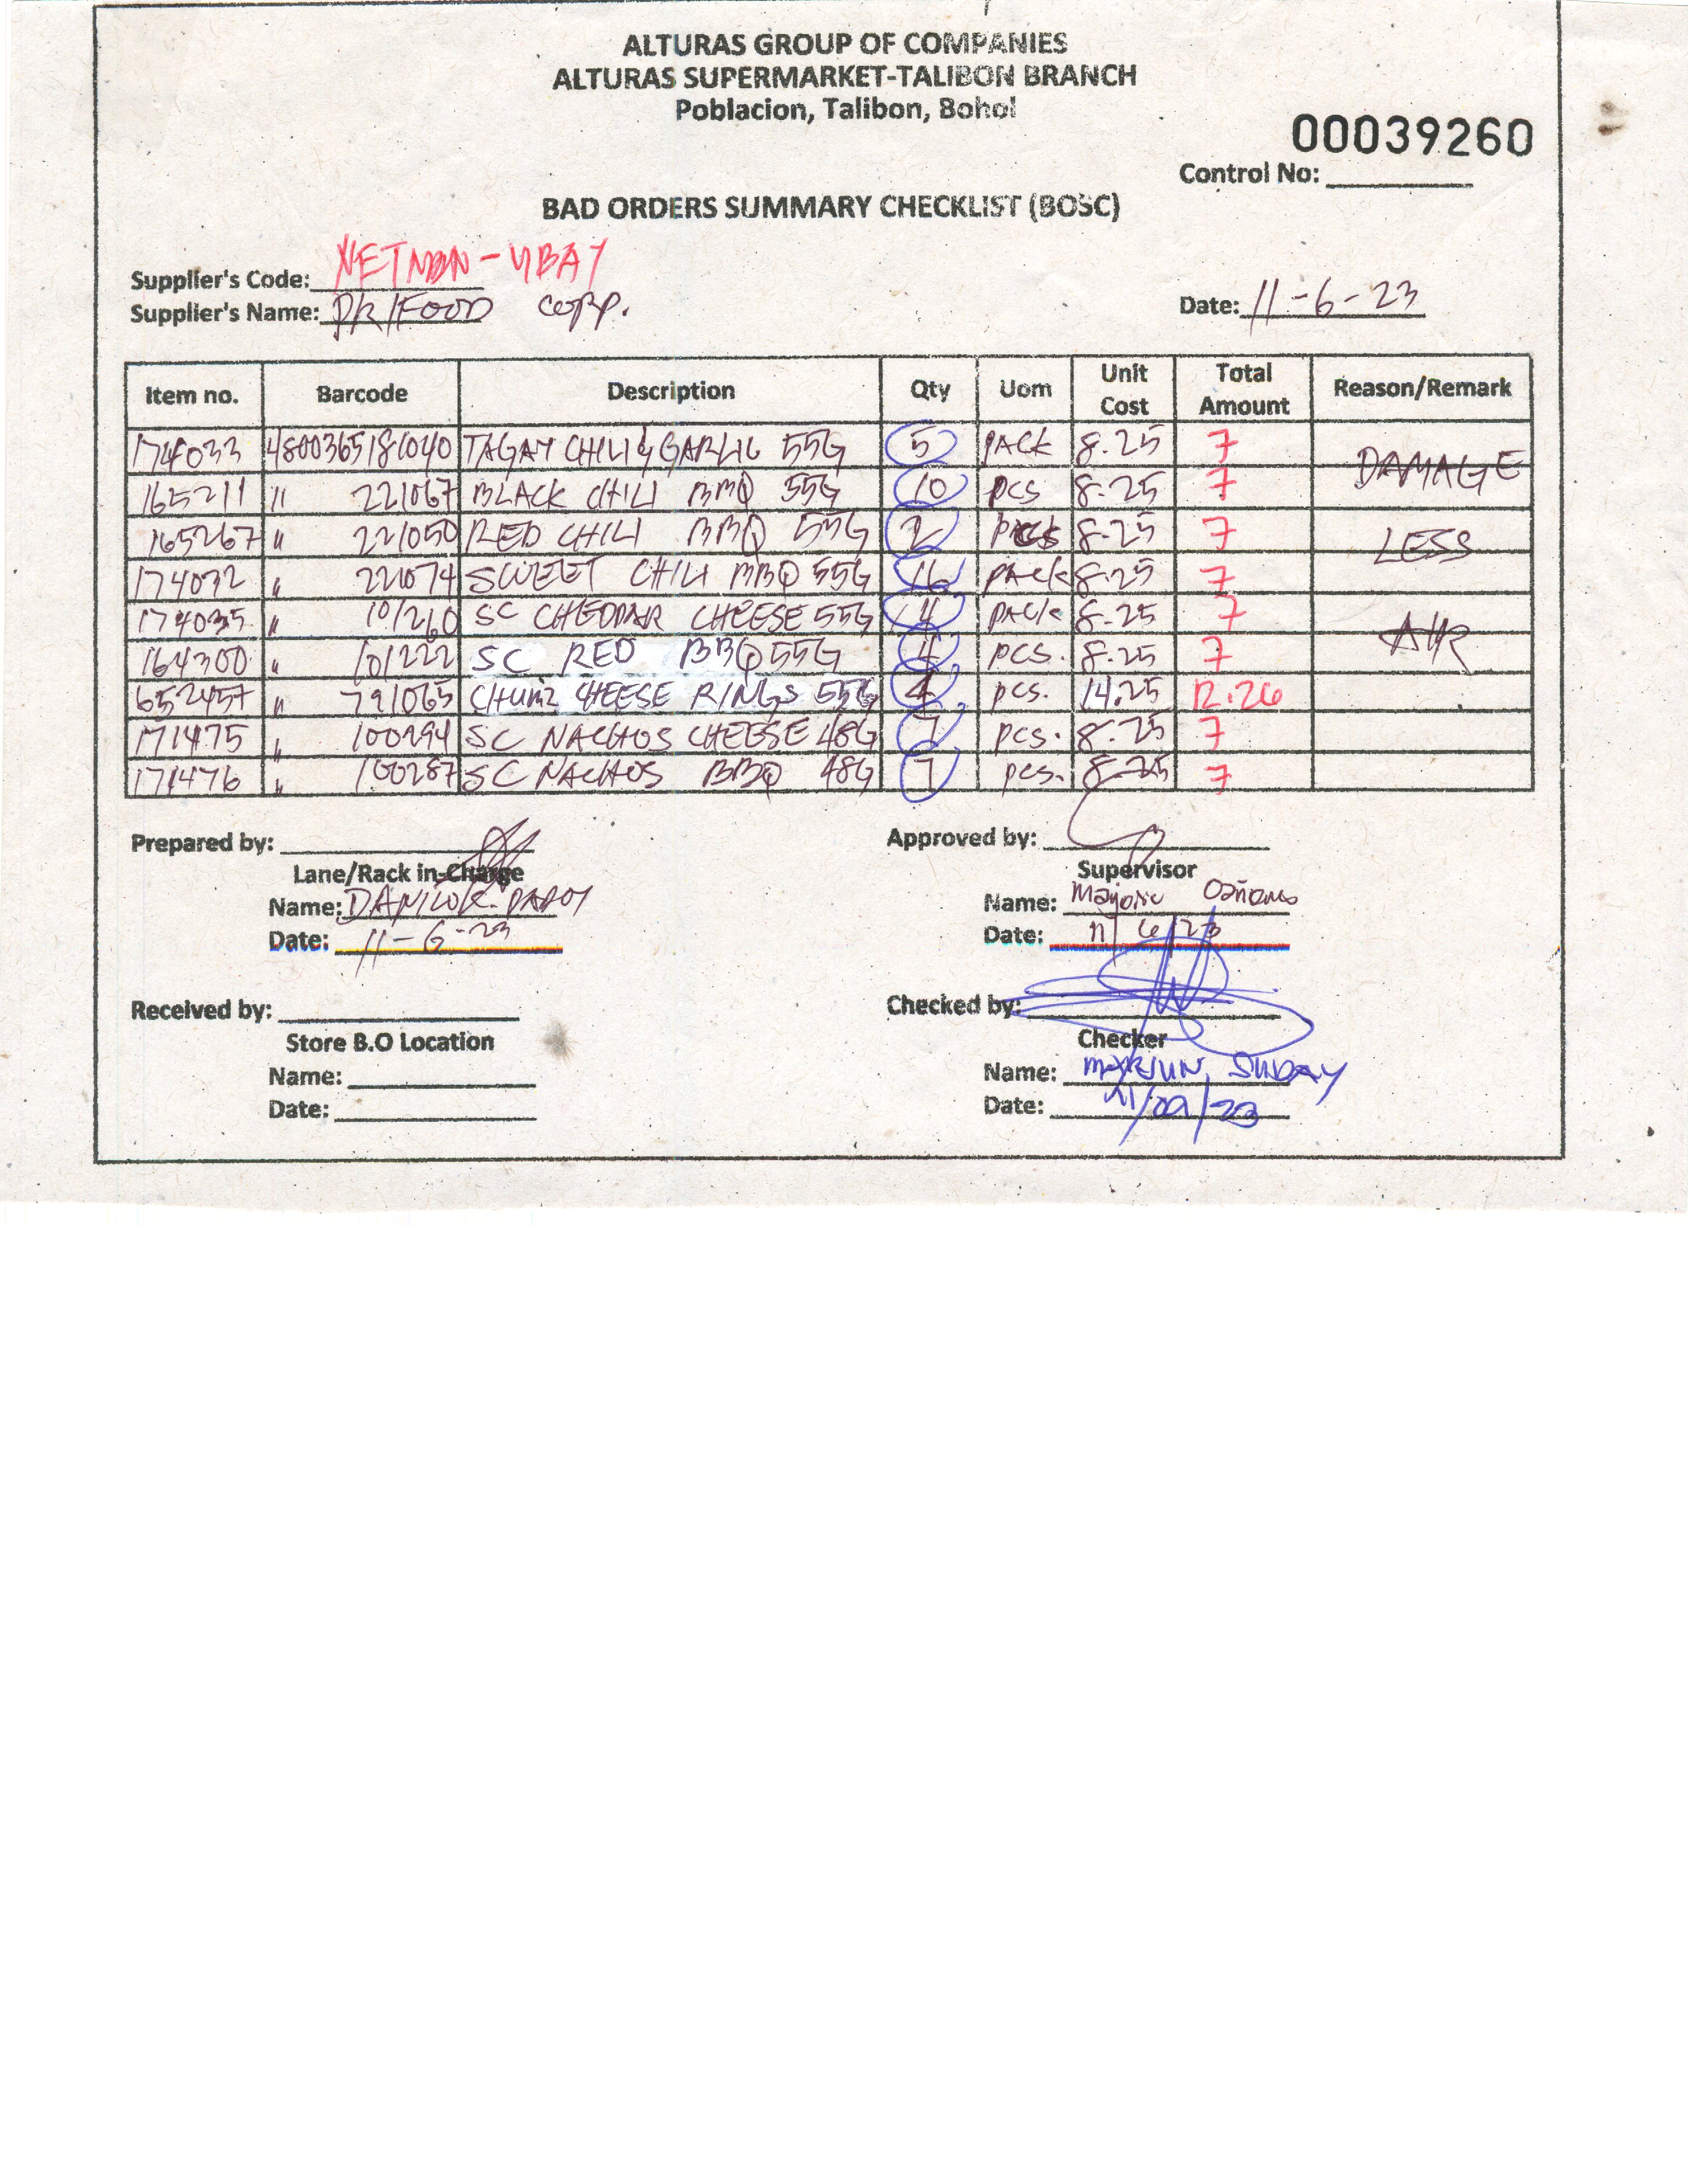 ALTURAS GROUP OF COMPANIES
ALTURAS SUPERMARKET-TALIBON BRANCH
Poblacion, Talibon, Bohol
00039260
Control No:
BAD ORDERS SUMMARY CHECKLIST (BOSC)
Supplier's Code: NETMAN-UBAY
Supplier's Name: PRIFOOD CORP. Date: 11-6-23
Item no. Barcode Description Qty Uom Unit Cost Total Amount Reason/Remark
174033 4800365181040 TAGAY CHILI & GARLIC 55G 5 PACK 8.25 7 DAMAGE
165211 " 221067 BLACK CHILI BBQ 55G 10 PCS 8.25 7
165267 " 221050 RED CHILI BBQ 55G 2 8.25 7 LESS
174032 " 221074 SWEET CHILI BBQ 55G 16 PACK 8.25 7
174035 " 101260 SC CHEDDAR CHEESE 55G 4 PACK 8.25 7 AIR
164300 " 101222 SC RED BBQ 55G 4 PCS. 8.25 7
652457 " 791065 CHUMZ CHEESE RINGS 55G 4 PCS. 14.25 12.26
171475 " 100294 SC NACHOS CHEESE 48G 7 PCS. 8.25 7
171476 " 100287 SC NACHOS BBQ 48G 7 PCS. 8.25 7
Prepared by: Approved by:
Lane/Rack in-Charge Supervisor
Name: Name: Marjorie
Date: 11-6-23 Date: 11/6/23
Received by: Checked by:
Store B.O Location Checker
Name: Name: MARJUN SUDAY
Date: Date: 11/09/23